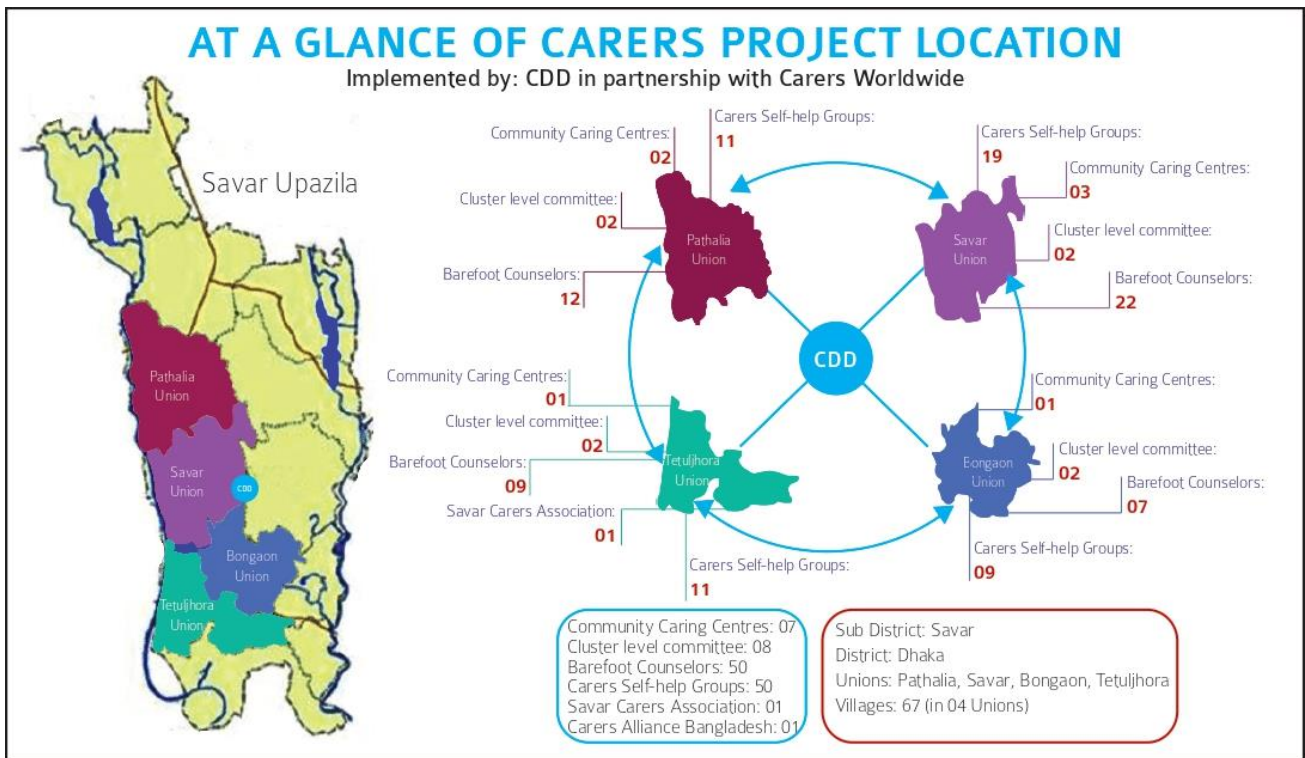 AT A GLANCE OF CARERS PROJECT LOCATION
Implemented by: CDD in partnership with Carers Worldwide
Savar Upazila
Pathalia
Union
Savar
Union
CDD
Bongaon
Union
Tetuljhora
Union
Carers Self-help Groups:
11
Community Caring Centres:
02
Cluster level committee:
02
Barefoot Counselors:
12
Pathalia
Union
Carers Self-help Groups:
19
Community Caring Centres:
03
Cluster level committee:
02
Barefoot Counselors:
22
Savar
Union
CDD
Community Caring Centres:
01
Cluster level committee:
02
Barefoot Counselors:
09
Savar Carers Association:
01
Carers Self-help Groups:
11
Tetuljhora
Union
Community Caring Centres:
01
Cluster level committee:
02
Barefoot Counselors:
07
Carers Self-help Groups:
09
Eongaon
Union
Community Caring Centres: 07
Cluster level committee: 08
Barefoot Counselors: 50
Carers Self-help Groups: 50
Savar Carers Association: 01
Carers Alliance Bangladesh: 01
Sub District: Savar
District: Dhaka
Unions: Pathalia, Savar, Bongaon, Tetuljhora
Villages: 67 (in 04 Unions)